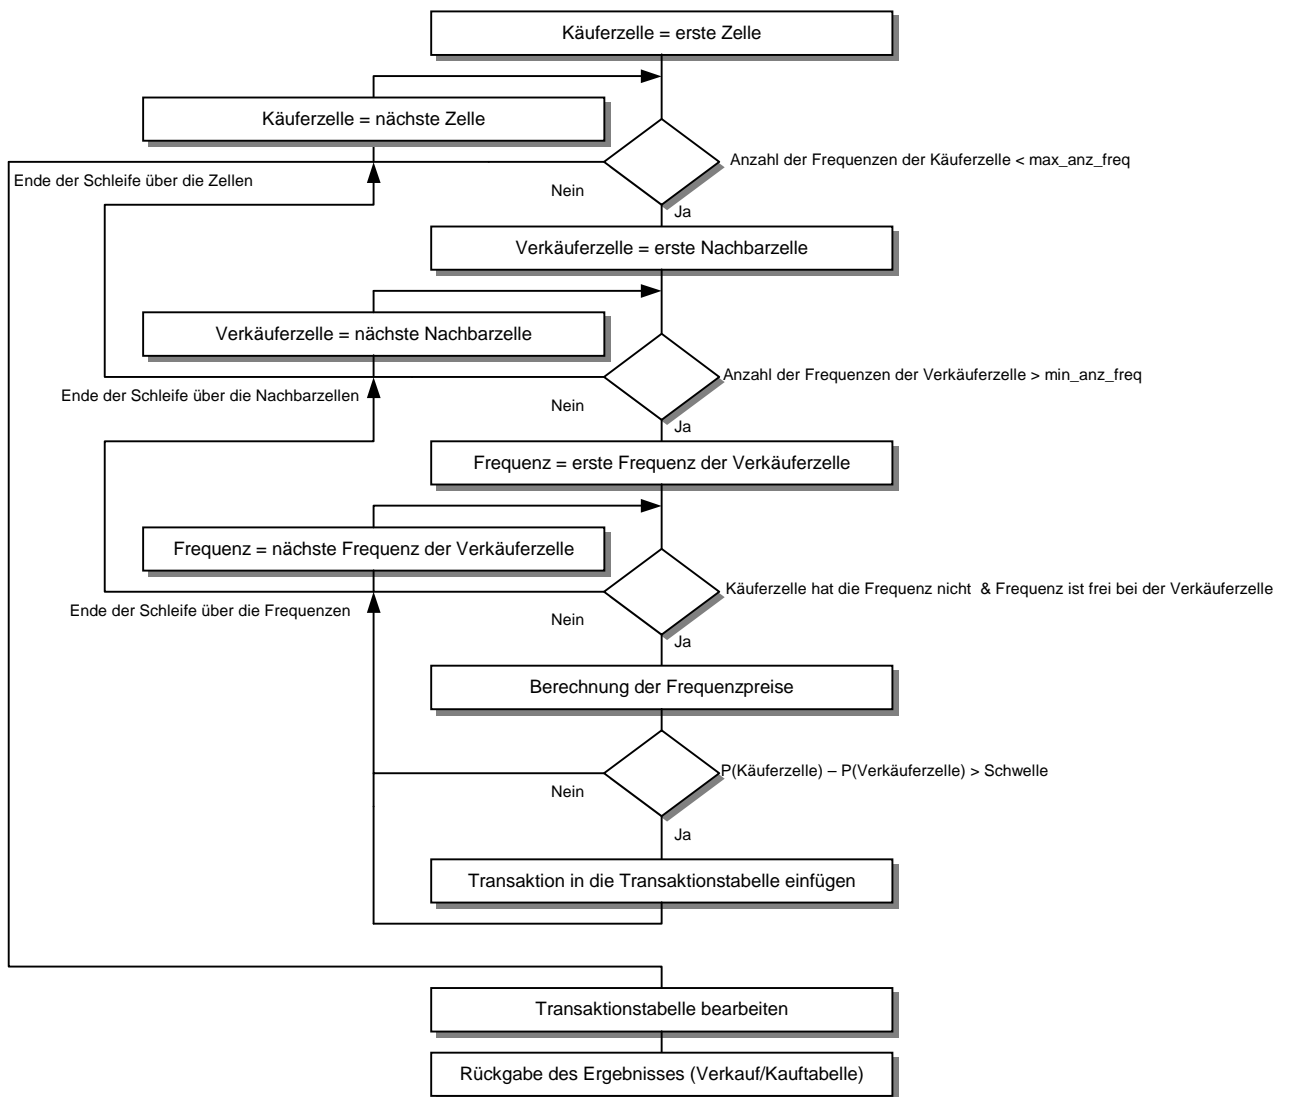 Käuferzelle = erste Zelle
Käuferzelle = nächste Zelle
Anzahl der Frequenzen der Käuferzelle < max_anz_freq
Ende der Schleife über die Zellen
Nein
Ja
Verkäuferzelle = erste Nachbarzelle
Verkäuferzelle = nächste Nachbarzelle
Anzahl der Frequenzen der Verkäuferzelle > min_anz_freq
Ende der Schleife über die Nachbarzellen
Nein
Ja
Frequenz = erste Frequenz der Verkäuferzelle
Frequenz = nächste Frequenz der Verkäuferzelle
Käuferzelle hat die Frequenz nicht & Frequenz ist frei bei der Verkäuferzelle
Ende der Schleife über die Frequenzen
Nein
Ja
Berechnung der Frequenzpreise
P(Käuferzelle) – P(Verkäuferzelle) > Schwelle
Nein
Ja
Transaktion in die Transaktionstabelle einfügen
Transaktionstabelle bearbeiten
Rückgabe des Ergebnisses (Verkauf/Kauftabelle)